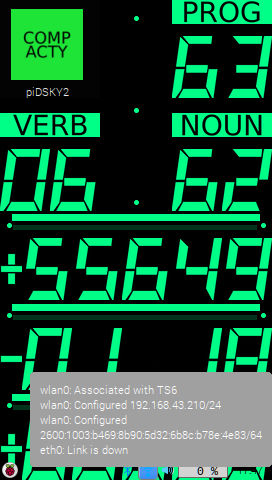 COMP
ACTY
PROG
63
piDSKY2
VERB
NOUN
06
62
+55649
wlan0: Associated with TS6
wlan0: Configured 192.168.43.210/24
wlan0: Configured
2600:1003:b469:8b90:5d32:6b8c:b78e:4e83/64
eth0: Link is down
0 %